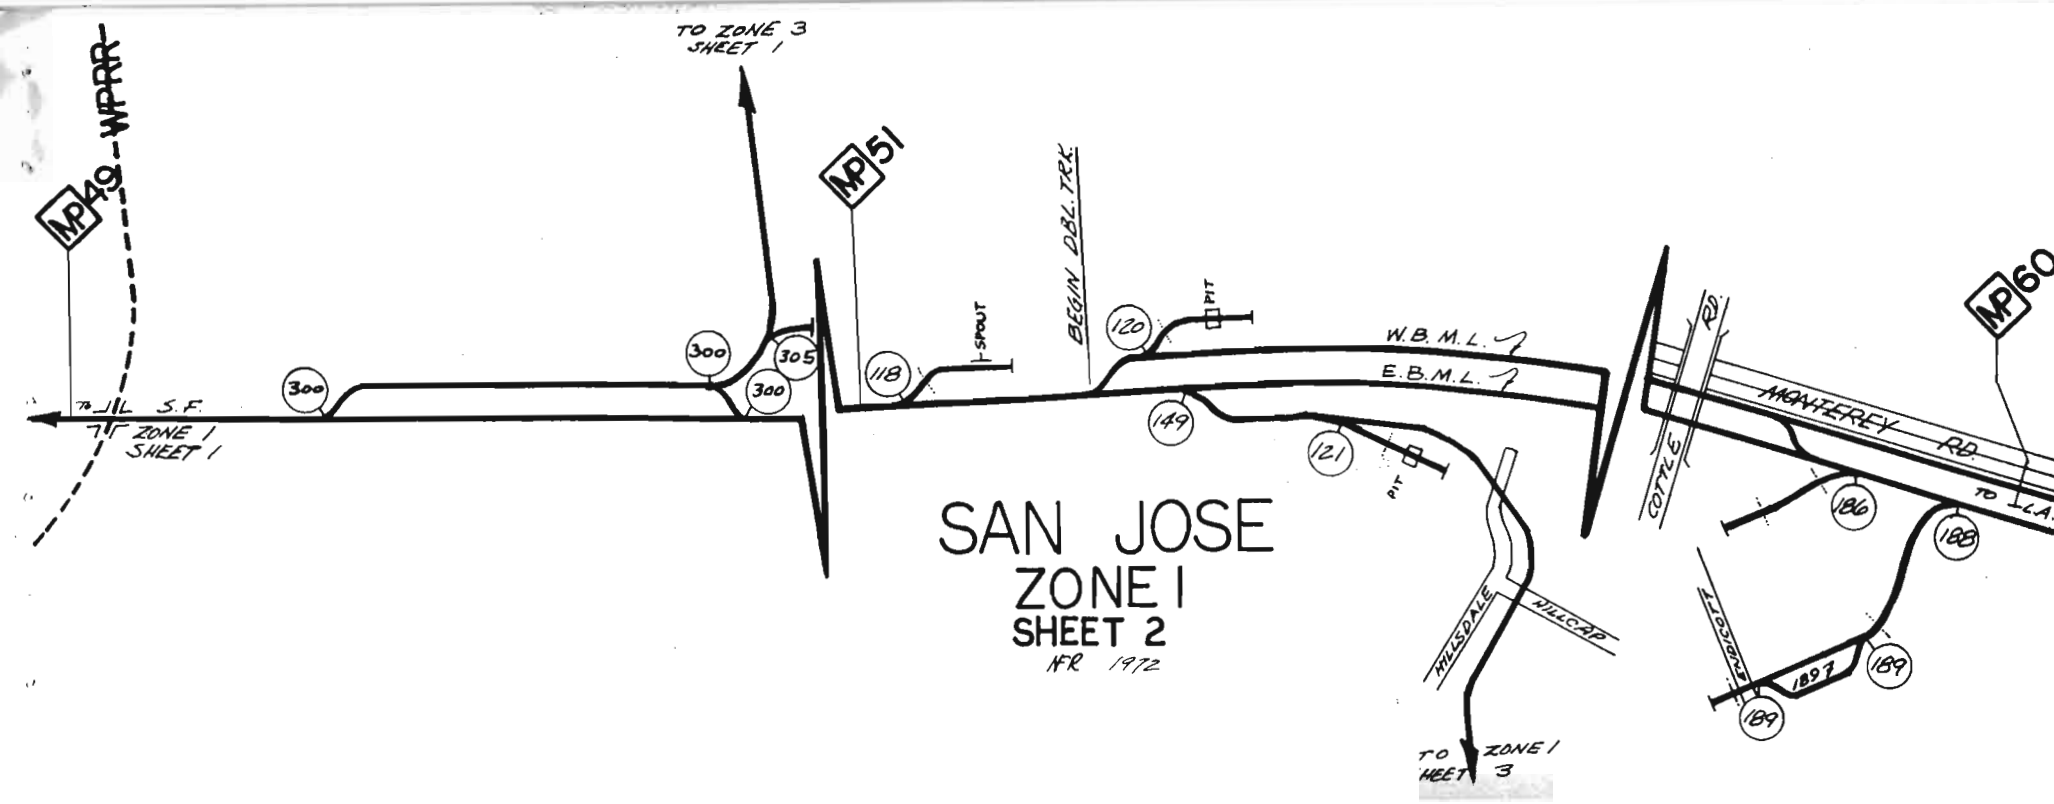 TO ZONE 3
SHEET 1
WPRR
MP 49
MP 51
BEGIN DBL. TRK.
SPOUT
PIT
120
118
W.B.M.L.
E.B.M.L.
RD.
MP 60
300
305
300
300
TO S.F.
ZONE 1
SHEET 1
149
121
PIT
MONTEREY RD.
COTTLE
186
188
TO L.A.
SAN JOSE
ZONE 1
SHEET 2
1972
HILLSDALE
HILLCAP
ENDICOTT
1897
189
189
TO ZONE 1
HEET 3